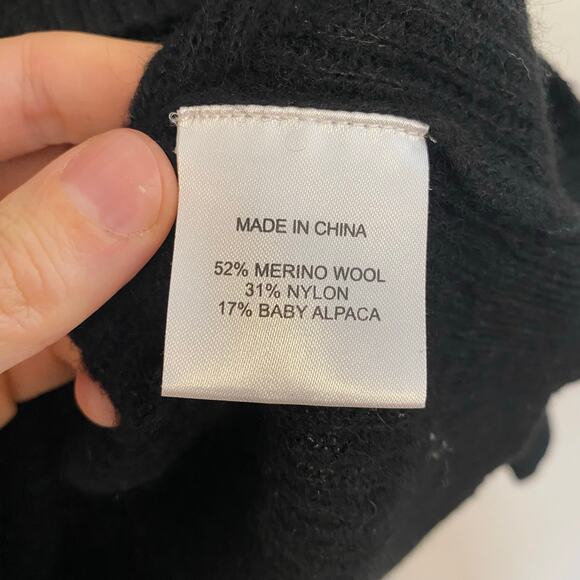 MADE IN CHINA
52% MERINO WOOL
31% NYLON
17% BABY ALPACA